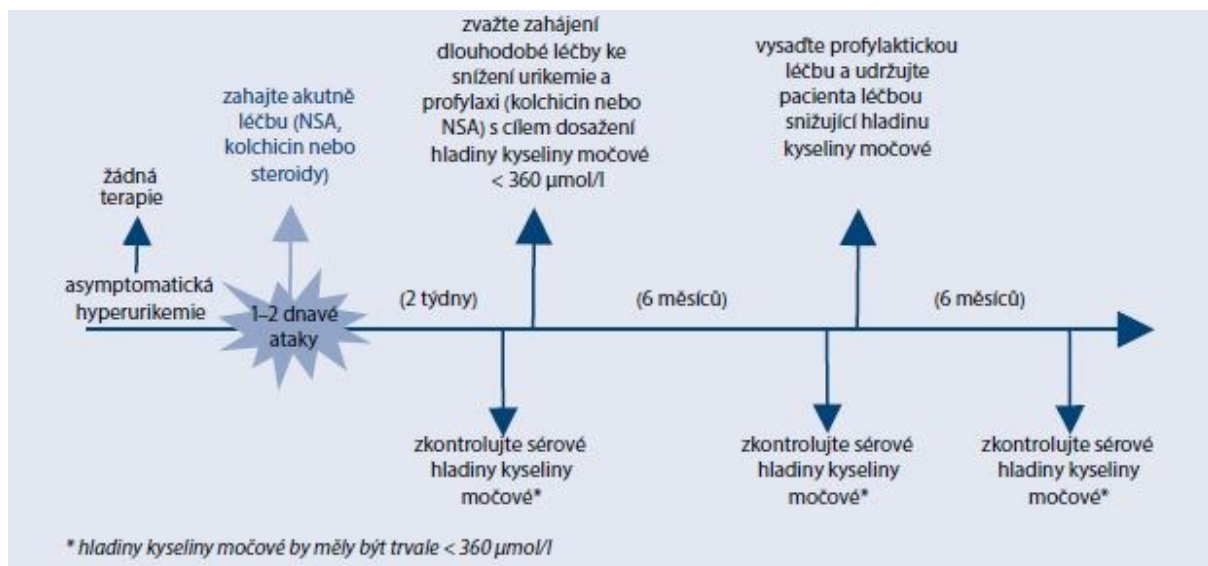 žádná
terapie
asymptomatická
hyperurikemie
zahajte akutně
léčbu (NSA,
kolchicin nebo
steroidy)
1–2 dnavé
ataky
(2 týdny)
zvažte zahájení
dlouhodobé léčby ke
snížení urikemie a
profylaxi (kolchicin nebo
NSA) s cílem dosažení
hladiny kyseliny močové
< 360 µmol/l
zkontrolujte sérové
hladiny kyseliny
močové*
(6 měsíců)
vysaďte profylaktickou
léčbu a udržujte
pacienta léčbou
snižující hladinu
kyseliny močové
zkontrolujte sérové
hladiny kyseliny
močové*
(6 měsíců)
zkontrolujte sérové
hladiny kyseliny
močové*
* hladiny kyseliny močové by měly být trvale < 360 µmol/l